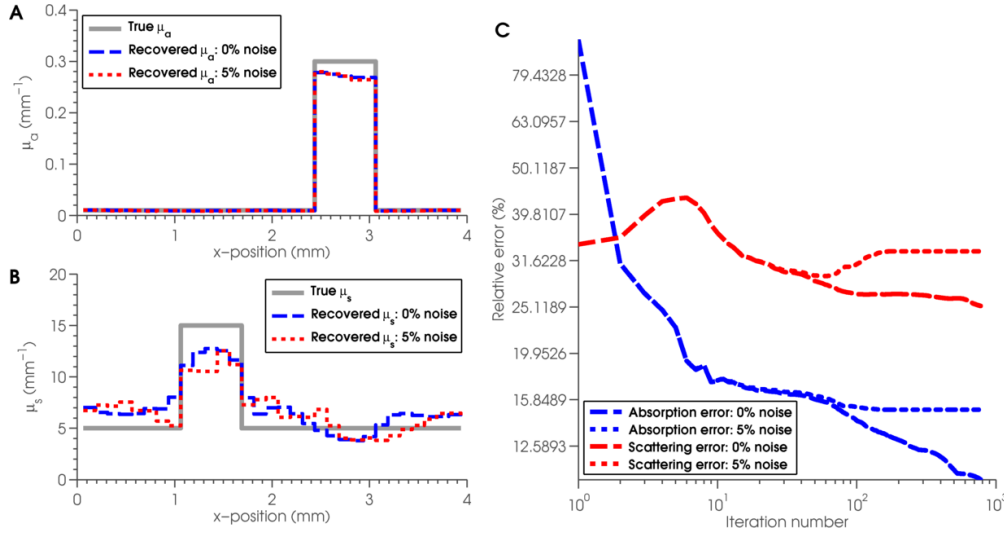 A
0.4
0.3
0.2
0.1
0
μa (mm−1)
True μa
Recovered μa: 0% noise
Recovered μa: 5% noise
0 1 2 3 4
x-position (mm)
B
20
15
10
5
0
μs (mm−1)
True μs
Recovered μs: 0% noise
Recovered μs: 5% noise
0 1 2 3 4
x-position (mm)
C
79.4328
63.0957
50.1187
39.8107
31.6228
25.1189
19.9526
15.8489
12.5893
Relative error (%)
Absorption error: 0% noise
Absorption error: 5% noise
Scattering error: 0% noise
Scattering error: 5% noise
10^0 10^1 10^2 10^3
Iteration number